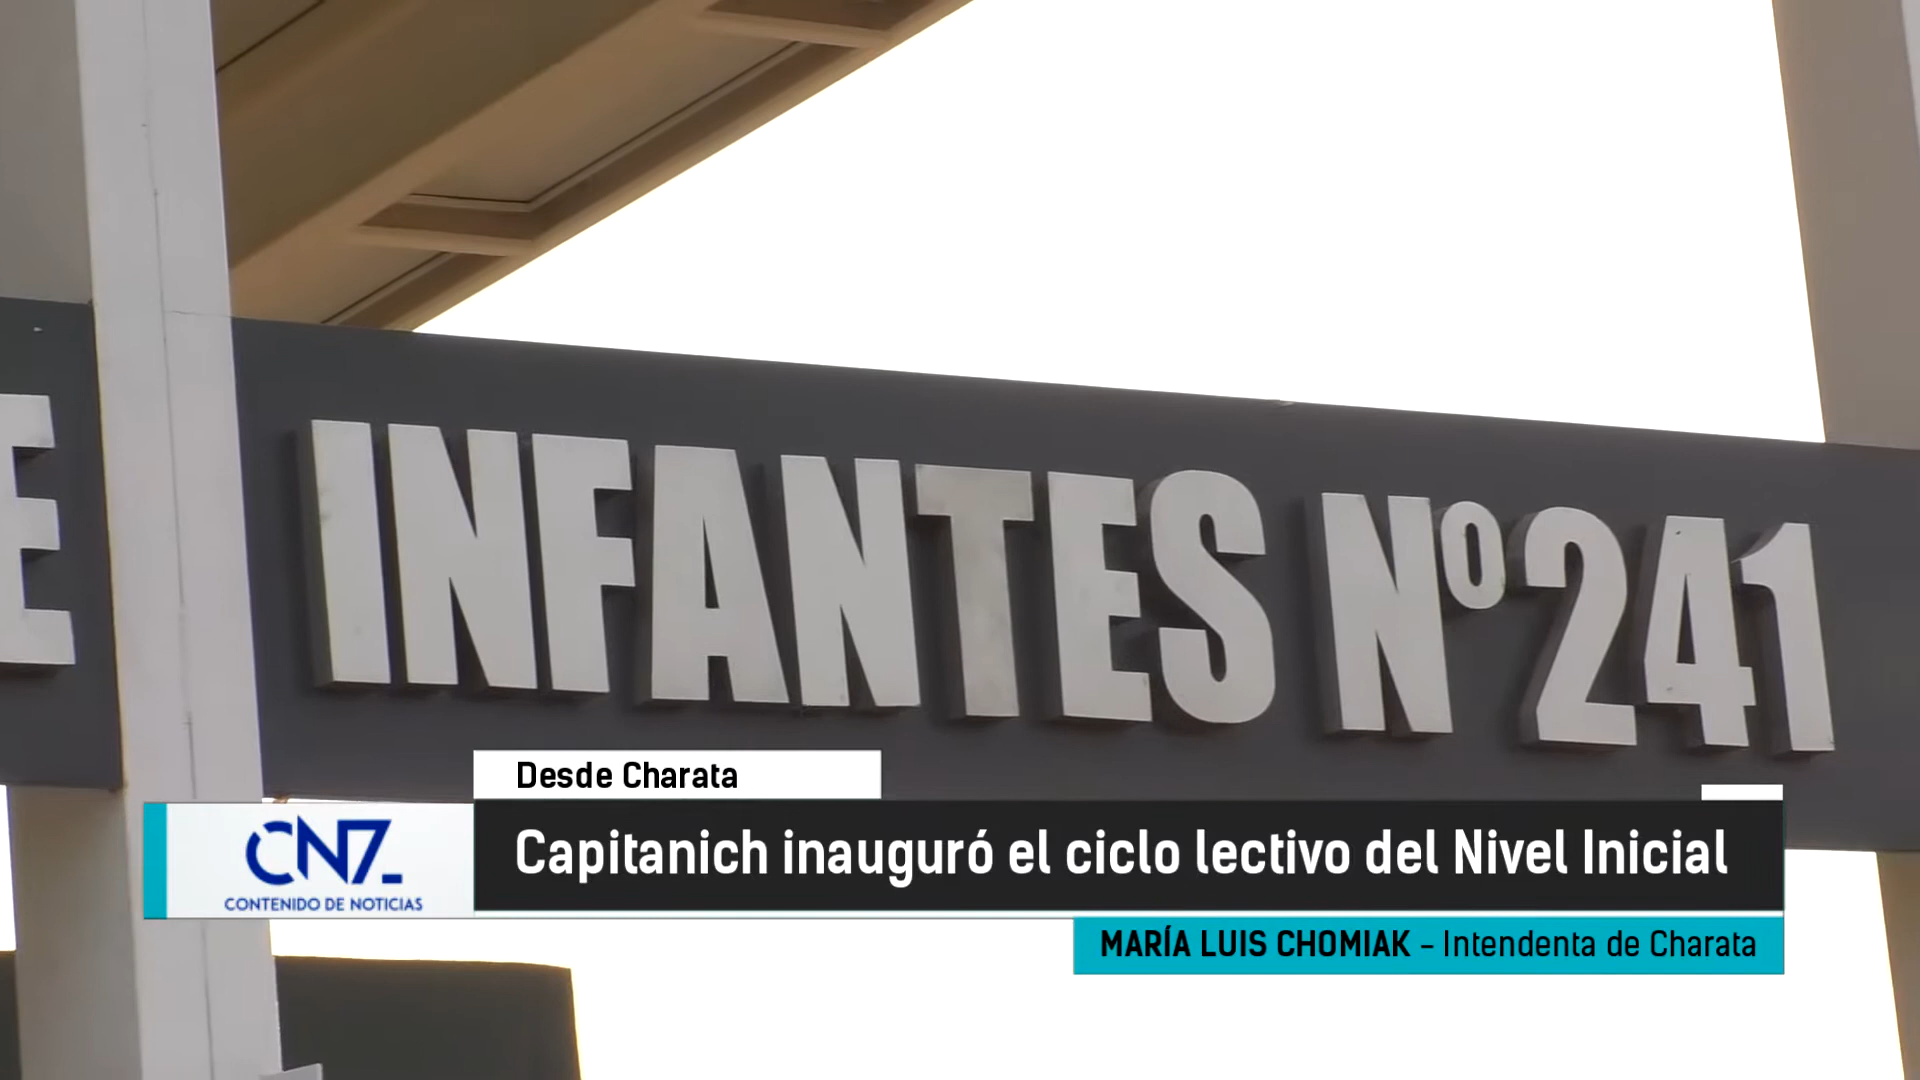 E INFANTES Nº 241
Desde Charata
CN7
CONTENIDO DE NOTICIAS
Capitanich inauguró el ciclo lectivo del Nivel Inicial
MARÍA LUIS CHOMIAK – Intendenta de Charata